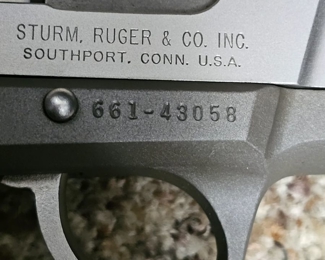 STURM, RUGER & CO. INC.
SOUTHPORT, CONN. U.S.A.
661-43058